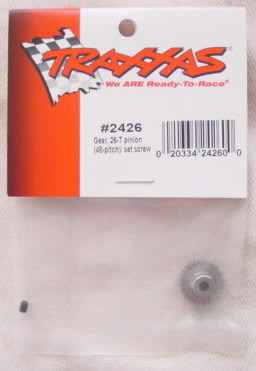 TRAXXAS®
We ARE Ready-To-Race®
#2426
Gear, 26-T pinion
(48-pitch)/ set screw
0 20334 24260 0